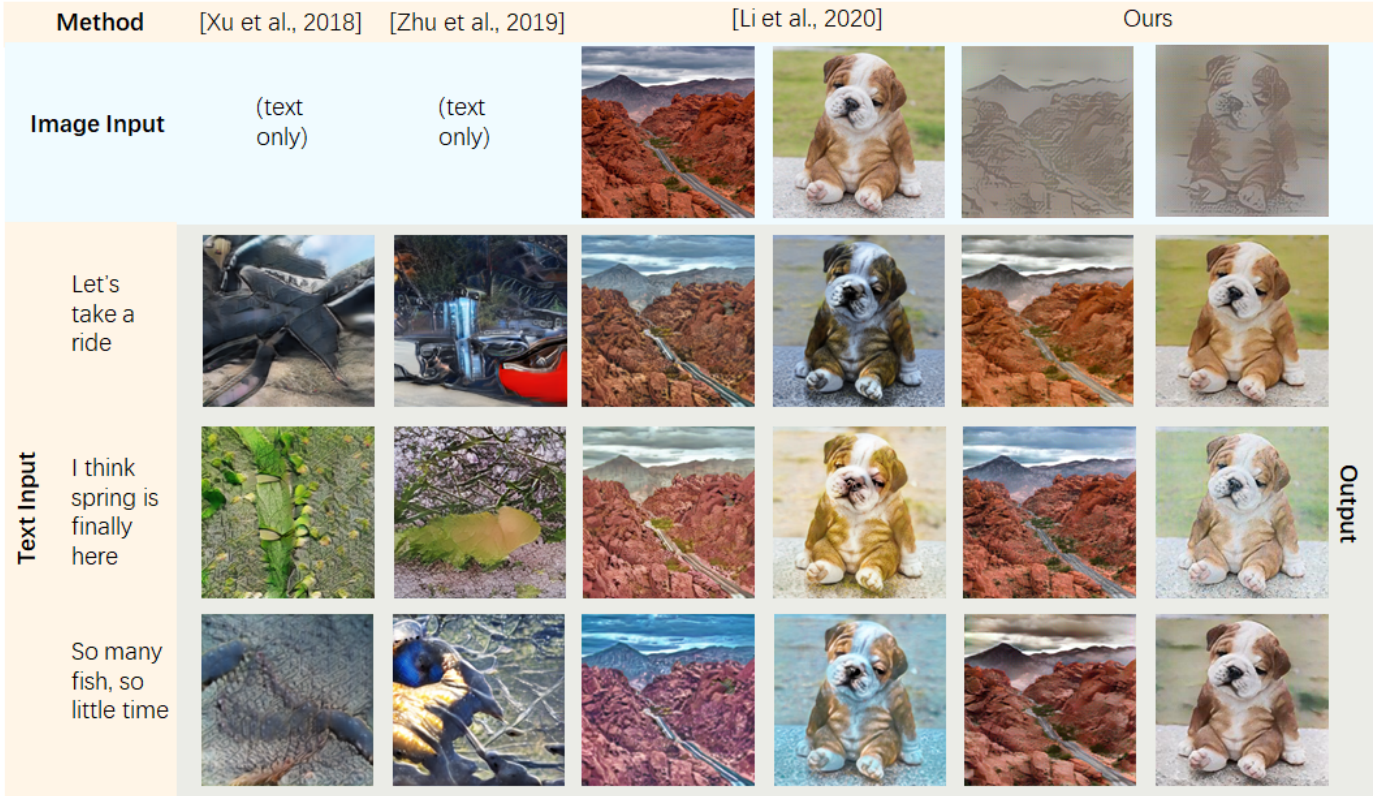 Method [Xu et al., 2018] [Zhu et al., 2019] [Li et al., 2020] Ours
Image Input
(text
only)
(text
only)
Text Input
Let's
take a
ride
I think
spring is
finally
here
So many
fish, so
little time
Output